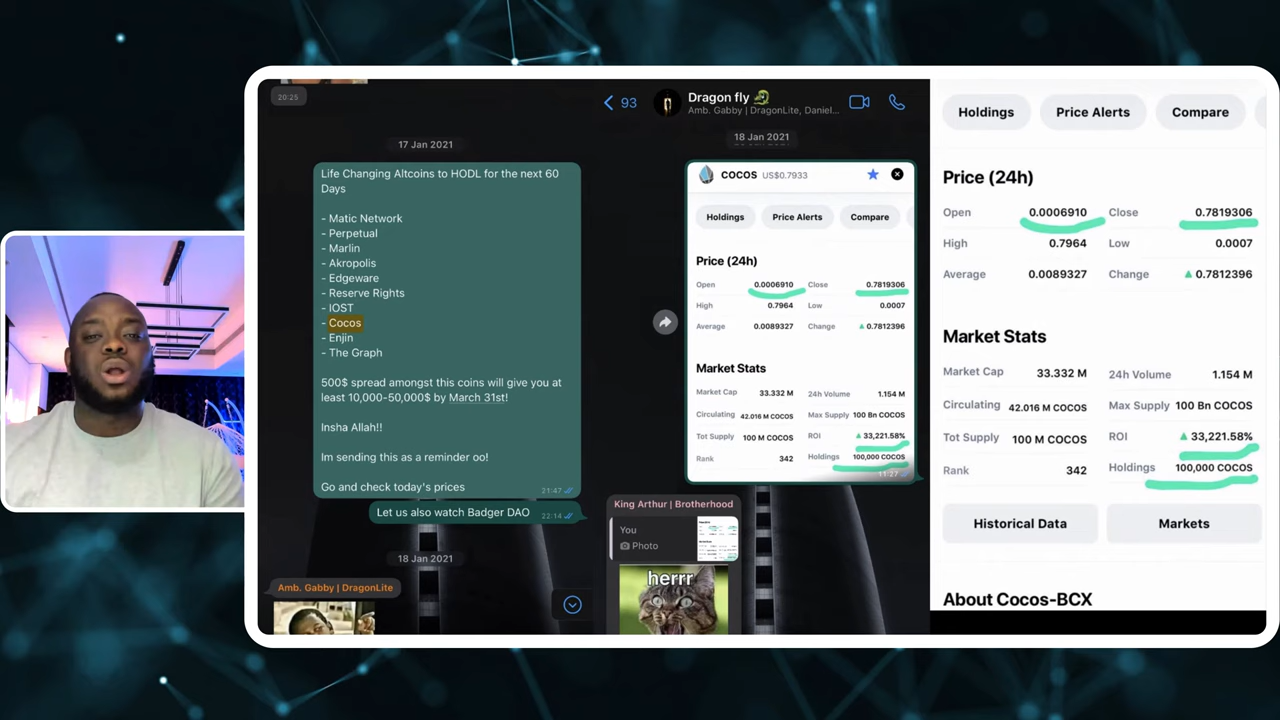 20:25
17 Jan 2021
Life Changing Altcoins to HODL for the next 60
Days
- Matic Network
- Perpetual
- Marlin
- Akropolis
- Edgeware
- Reserve Rights
- IOST
- Cocos
- Enjin
- The Graph
500$ spread amongst this coins will give you at
least 10,000-50,000$ by March 31st!
Insha Allah!!
Im sending this as a reminder oo!
Go and check today's prices
21:47
Let us also watch Badger DAO
22:14
18 Jan 2021
Amb. Gabby | DragonLite
93
Dragon fly
Amb. Gabby | DragonLite, Daniel...
18 Jan 2021
COCOS US$0.7933
Holdings Price Alerts Compare
Price (24h)
Open 0.0006910 Close 0.7819306
High 0.7964 Low 0.0007
Average 0.0089327 Change ▲ 0.7812396
Market Stats
Market Cap 33.332 M 24h Volume 1.154 M
Circulating 42.016 M COCOS Max Supply 100 Bn COCOS
Tot Supply 100 M COCOS ROI ▲ 33,221.58%
Rank 342 Holdings 100,000 COCOS
11:27
King Arthur | Brotherhood
You
Photo
herrr
Holdings Price Alerts Compare
Price (24h)
Open 0.0006910 Close 0.7819306
High 0.7964 Low 0.0007
Average 0.0089327 Change ▲ 0.7812396
Market Stats
Market Cap 33.332 M 24h Volume 1.154 M
Circulating 42.016 M COCOS Max Supply 100 Bn COCOS
Tot Supply 100 M COCOS ROI ▲ 33,221.58%
Rank 342 Holdings 100,000 COCOS
Historical Data Markets
About Cocos-BCX